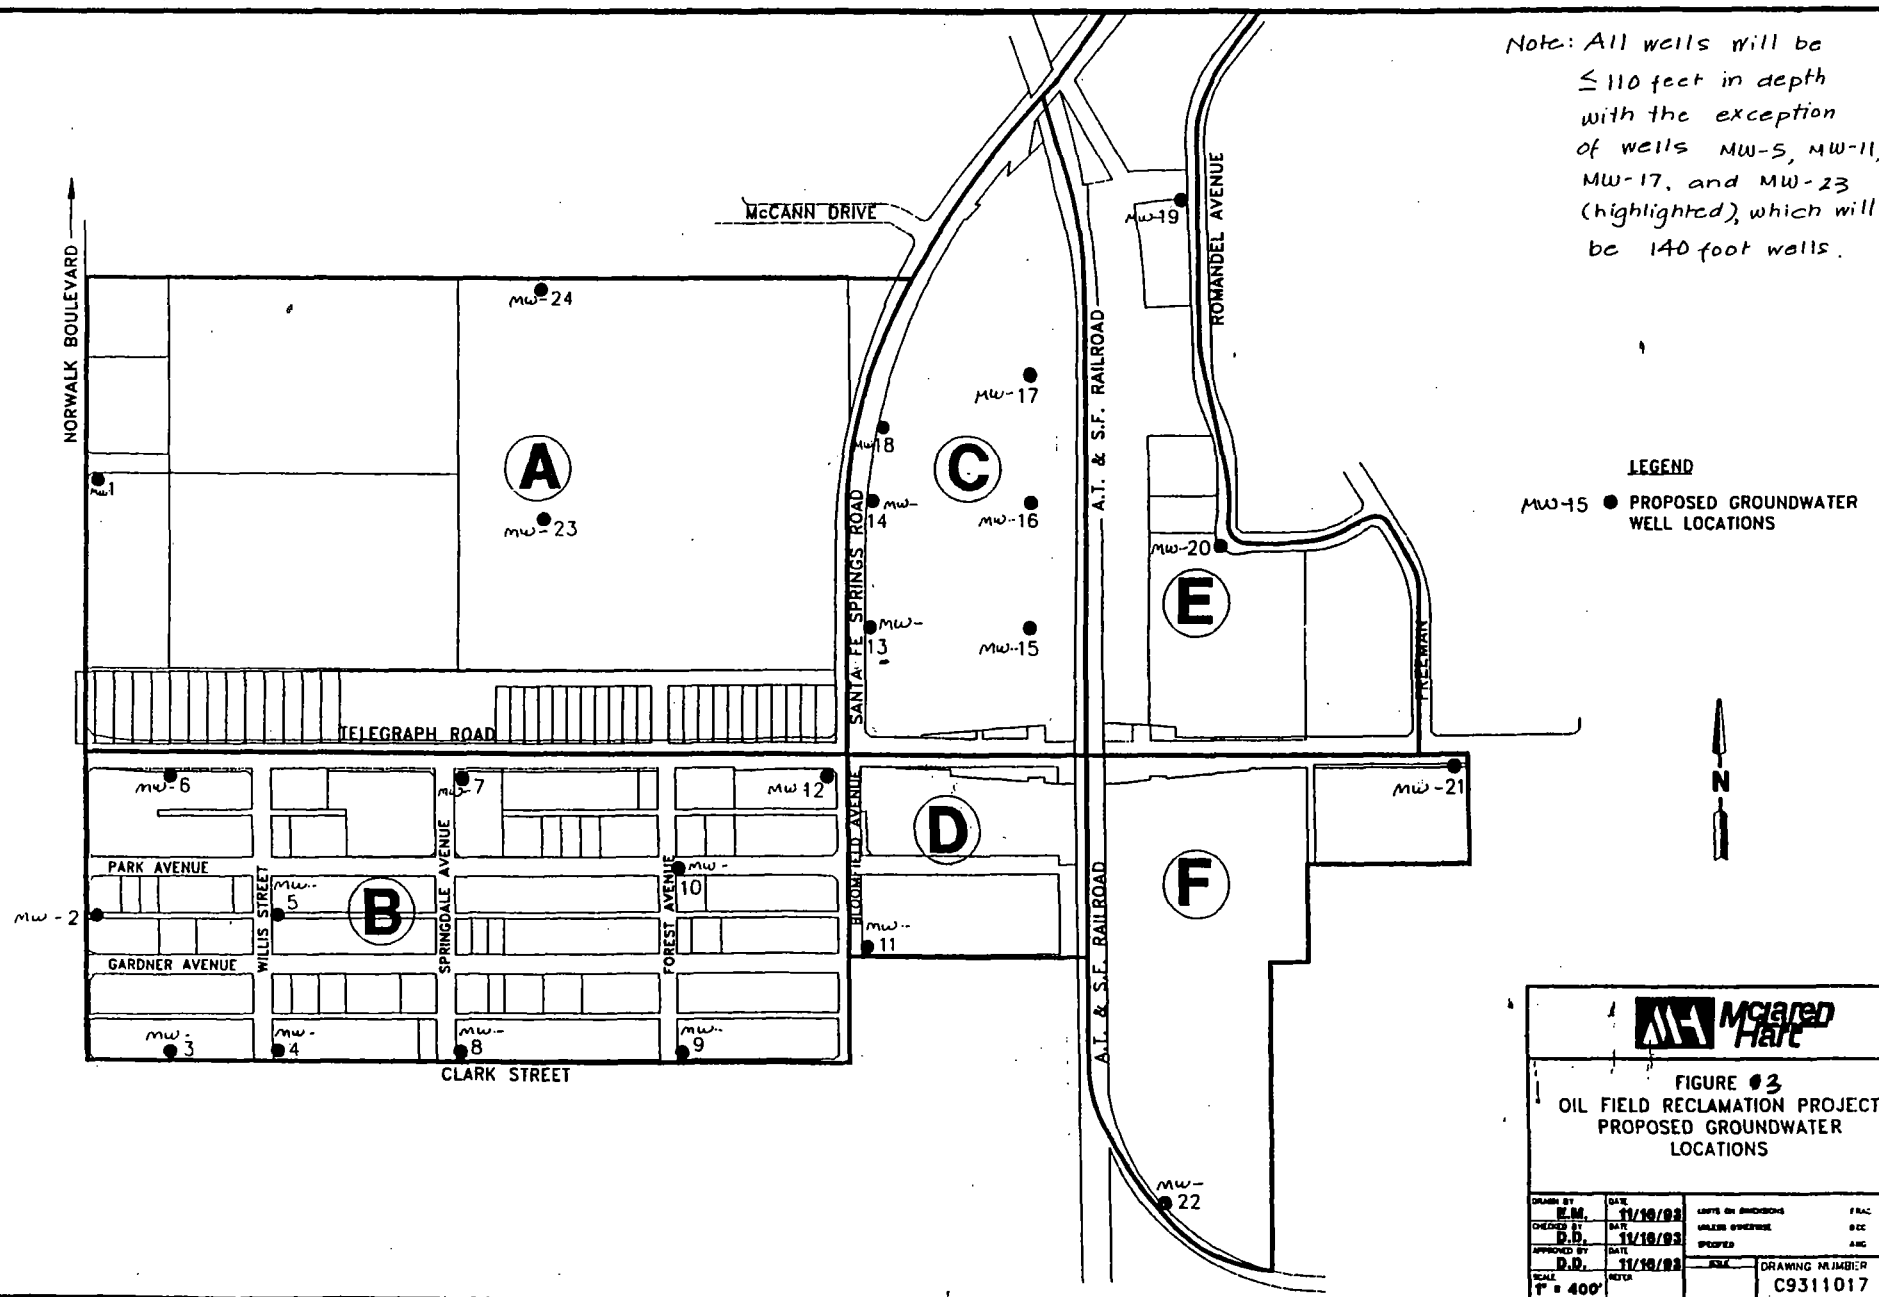 Note: All wells will be
≤ 110 feet in depth
with the exception
of wells MW-5, MW-11,
MW-17, and MW-23
(highlighted), which will
be 140 foot wells.
McCANN DRIVE
ROMANDEL AVENUE
MW-19
NORWALK BOULEVARD
MW-24
A.T. & S.F. RAILROAD
MW-17
MW-18
A
C
LEGEND
MW-15 ● PROPOSED GROUNDWATER
WELL LOCATIONS
MW-1
MW-23
MW-
14
MW-16
MW-20
SANTA FE SPRINGS ROAD
E
MW-
13
MW-15
FREEMAN
TELEGRAPH ROAD
MW-6
MW-7
MW-12
MW-21
N
BLOOMFIELD AVENUE
D
PARK AVENUE
WILLIS STREET
SPRINGDALE AVENUE
FOREST AVENUE
MW-
10
MW-2
MW-
5
B
F
MW-
11
GARDNER AVENUE
A.T. & S.F. RAILROAD
MW-
3
MW-
4
MW-
8
MW-
9
CLARK STREET
MW-
22
McLaren
Hart
FIGURE 3
OIL FIELD RECLAMATION PROJECT
PROPOSED GROUNDWATER
LOCATIONS
DRAWN BY DATE
E.M. 11/16/93
CHECKED BY DATE
D.D. 11/16/93
APPROVED BY DATE
D.D. 11/16/93
UNLESS OTHERWISE
SPECIFIED
SCALE
1" = 400'
DRAWING NUMBER
C9311017